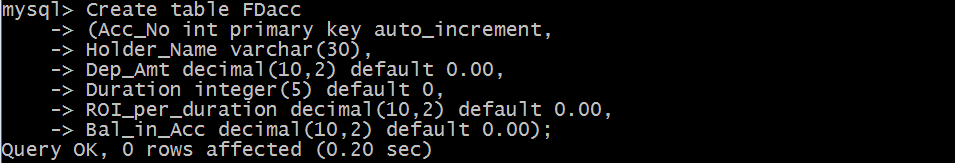 mysql> Create table FDacc
    -> (Acc_No int primary key auto_increment,
    -> Holder_Name varchar(30),
    -> Dep_Amt decimal(10,2) default 0.00,
    -> Duration integer(5) default 0,
    -> ROI_per_duration decimal(10,2) default 0.00,
    -> Bal_in_Acc decimal(10,2) default 0.00);
Query OK, 0 rows affected (0.20 sec)